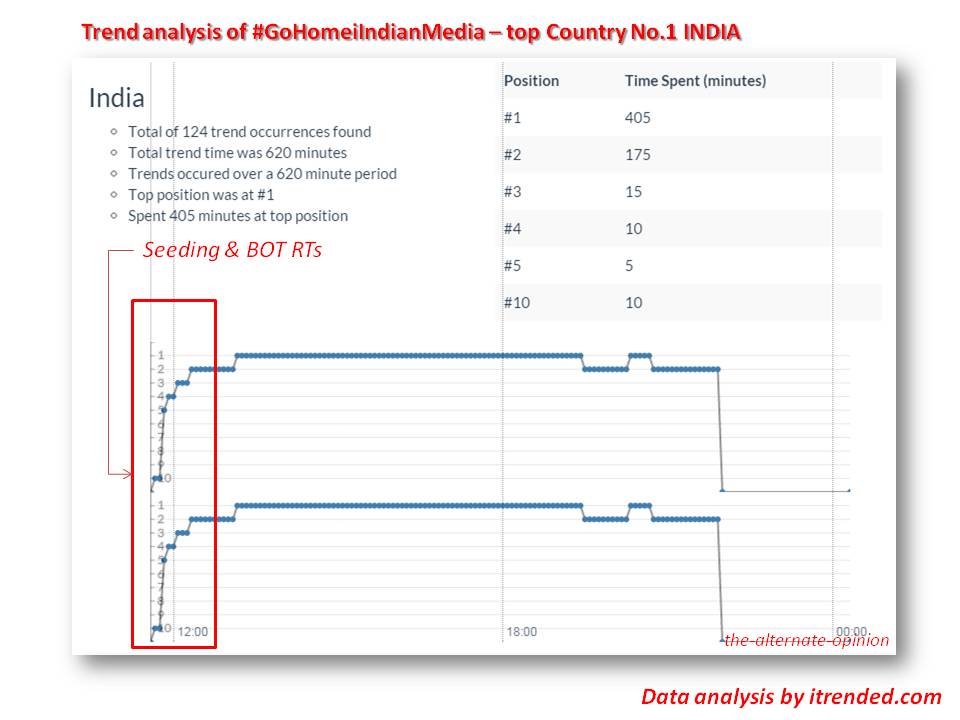 Trend analysis of #GoHomeiIndianMedia – top Country No.1 INDIA
India
Total of 124 trend occurrences found
Total trend time was 620 minutes
Trends occured over a 620 minute period
Top position was at #1
Spent 405 minutes at top position
Seeding & BOT RTs
Position Time Spent (minutes)
#1 405
#2 175
#3 15
#4 10
#5 5
#10 10
1
2
3
4
5
6
7
8
9
10
1
2
3
4
5
6
7
8
9
10
12:00 18:00 00:00
the-alternate-opinion
Data analysis by itrended.com